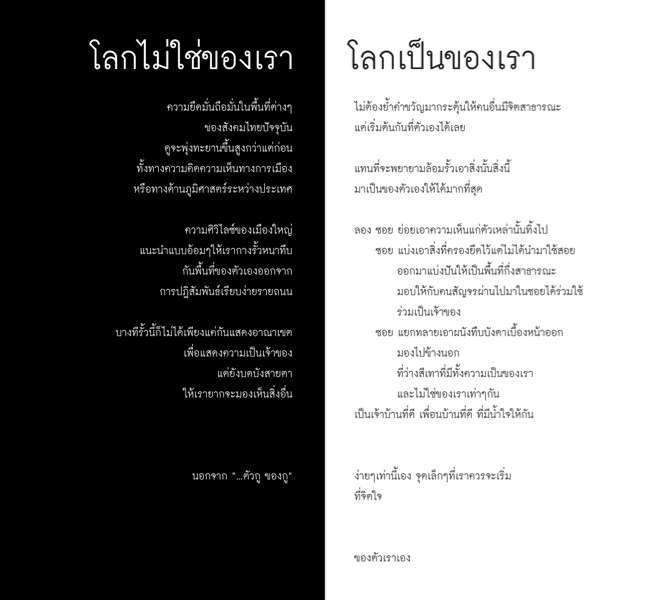 โลกไม่ใช่ของเรา
ความยึดมั่นถือมั่นในพื้นที่ต่างๆ
ของสังคมไทยปัจจุบัน
ดูจะพุ่งทะยานขึ้นสูงกว่าแต่ก่อน
ทั้งทางความคิดความเห็นทางการเมือง
หรือทางด้านภูมิศาสตร์ระหว่างประเทศ
ความศิวิไลซ์ของเมืองใหญ่
แนะนำแบบอ้อมๆให้เรากางรั้วหนาทึบ
กันพื้นที่ของตัวเองออกจาก
การปฎิสัมพันธ์เรียบง่ายรายถนน
บางทีรั้วนี้ก็ไม่ได้เพียงแค่กันแสดงอาณาเขต
เพื่อแสดงความเป็นเจ้าของ
แต่ยังบดบังสายตา
ให้เรายากจะมองเห็นสิ่งอื่น
นอกจาก "...ตัวกู ของกู"
โลกเป็นของเรา
ไม่ต้องย้ำคำขวัญมากระตุ้นให้คนอื่นมีจิตสาธารณะ
แต่เริ่มต้นกันที่ตัวเองได้เลย
แทนที่จะพยายามล้อมรั้วเอาสิ่งนั้นสิ่งนี้
มาเป็นของตัวเองให้ได้มากที่สุด
ลอง ซอย ย่อยเอาความเห็นแก่ตัวเหล่านั้นทิ้งไป
ซอย แบ่งเอาสิ่งที่ครองยึดไว้แต่ไม่ได้นำมาใช้สอย
ออกมาแบ่งปันให้เป็นพื้นที่กึ่งสาธารณะ
มอบให้กับคนสัญจรผ่านไปมาในซอยได้ร่วมใช้
ร่วมเป็นเจ้าของ
ซอย แยกทลายเอาผนังทึบบังตาเบื้องหน้าออก
มองไปข้างนอก
ที่ว่างสีเทาที่มีทั้งความเป็นของเรา
และไม่ใช่ของเราเท่าๆกัน
เป็นเจ้าบ้านที่ดี เพื่อนบ้านที่ดี ที่มีน้ำใจให้กัน
ง่ายๆเท่านี้เอง จุดเล็กๆที่เราควรจะเริ่ม
ที่จิตใจ
ของตัวเราเอง